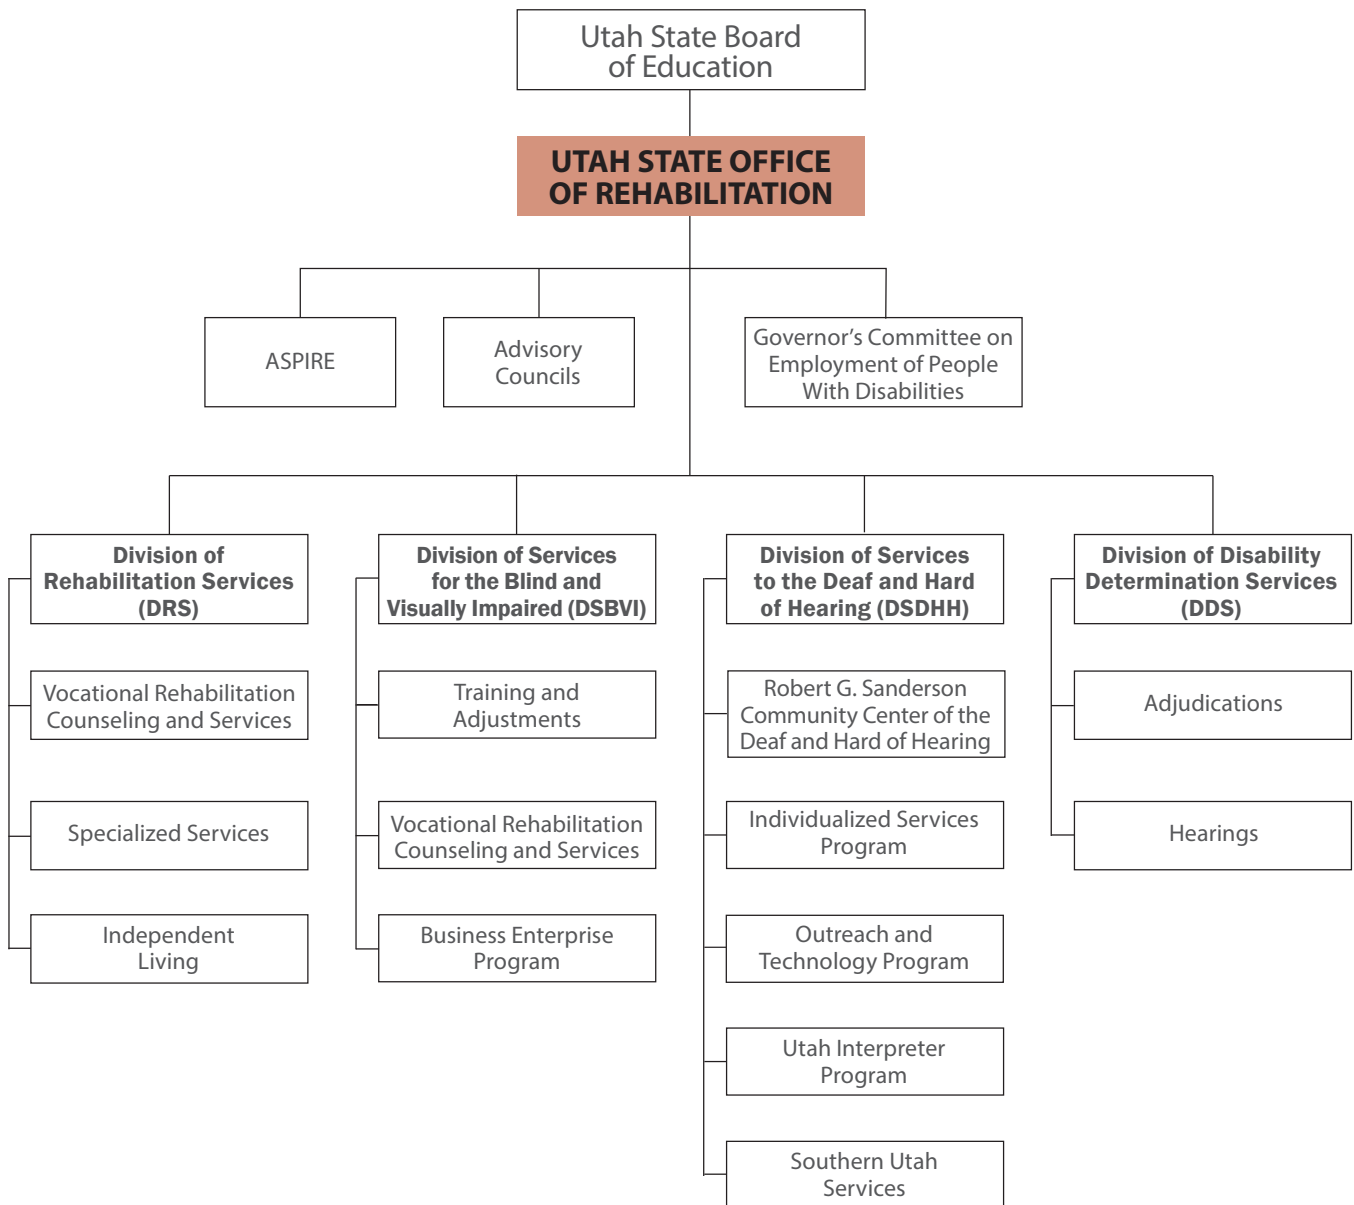 Utah State Board
of Education
UTAH STATE OFFICE
OF REHABILITATION
ASPIRE
Advisory
Councils
Governor’s Committee on
Employment of People
With Disabilities
Division of
Rehabilitation Services
(DRS)
Vocational Rehabilitation
Counseling and Services
Specialized Services
Independent
Living
Division of Services
for the Blind and
Visually Impaired (DSBVI)
Training and
Adjustments
Vocational Rehabilitation
Counseling and Services
Business Enterprise
Program
Division of Services
to the Deaf and Hard
of Hearing (DSDHH)
Robert G. Sanderson
Community Center of the
Deaf and Hard of Hearing
Individualized Services
Program
Outreach and
Technology Program
Utah Interpreter
Program
Southern Utah
Services
Division of Disability
Determination Services
(DDS)
Adjudications
Hearings